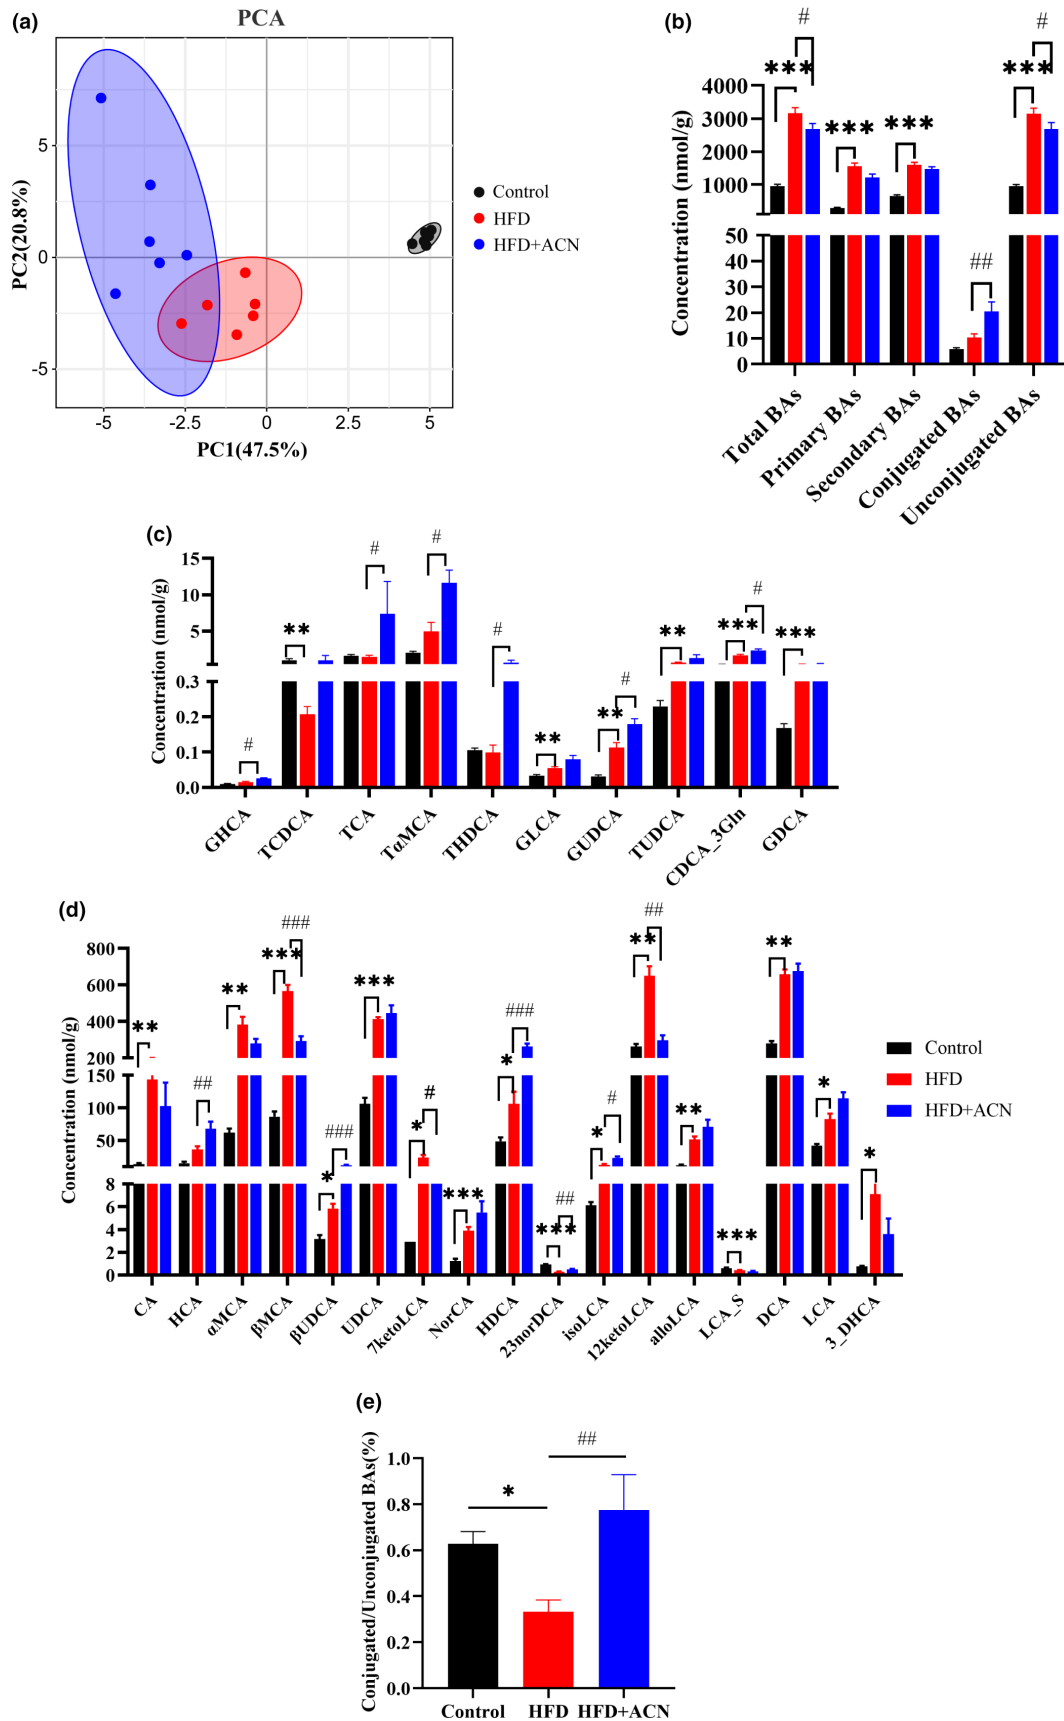 (a)
PCA
PC2(20.8%)
5
0
-5
-5
-2.5
0
2.5
5
PC1(47.5%)
Control
HFD
HFD+ACN
(b)
Concentration (nmol/g)
4000
3000
2000
1000
50
40
30
20
10
0
***
#
***
***
##
***
#
Total BAs
Primary BAs
Secondary BAs
Conjugated BAs
Unconjugated BAs
(c)
Concentration (nmol/g)
15
10
5
0.3
0.2
0.1
0.0
#
**
#
#
#
**
**
#
**
***
#
***
GHCA
TCDCA
TCA
TαMCA
THDCA
GLCA
GUDCA
TUDCA
CDCA_3Gln
GDCA
(d)
Concentration (nmol/g)
800
600
400
200
150
100
50
8
6
4
2
0
**
##
**
***
###
*
###
***
*
#
***
*
###
***
##
*
#
**
##
**
***
**
*
*
CA
HCA
αMCA
βMCA
βUDCA
UDCA
7ketoLCA
NorCA
HDCA
23norDCA
isoLCA
12ketoLCA
alloLCA
LCA_S
DCA
LCA
3_DHCA
Control
HFD
HFD+ACN
(e)
Conjugated/Unconjugated BAs(%)
1.0
0.8
0.6
0.4
0.2
0.0
*
##
Control
HFD
HFD+ACN